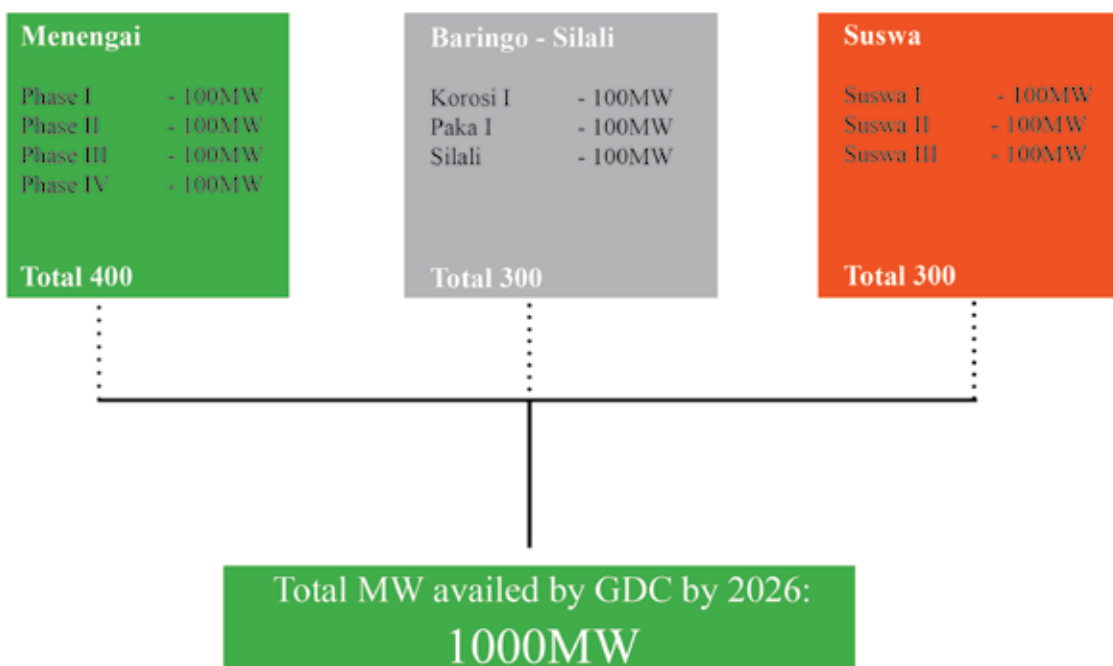 Menengai
Phase I - 100MW
Phase II - 100MW
Phase III - 100MW
Phase IV - 100MW
Total 400
Baringo - Silali
Korosi I - 100MW
Paka I - 100MW
Silali - 100MW
Total 300
Suswa
Suswa I - 100MW
Suswa II - 100MW
Suswa III - 100MW
Total 300
Total MW availed by GDC by 2026:
1000MW